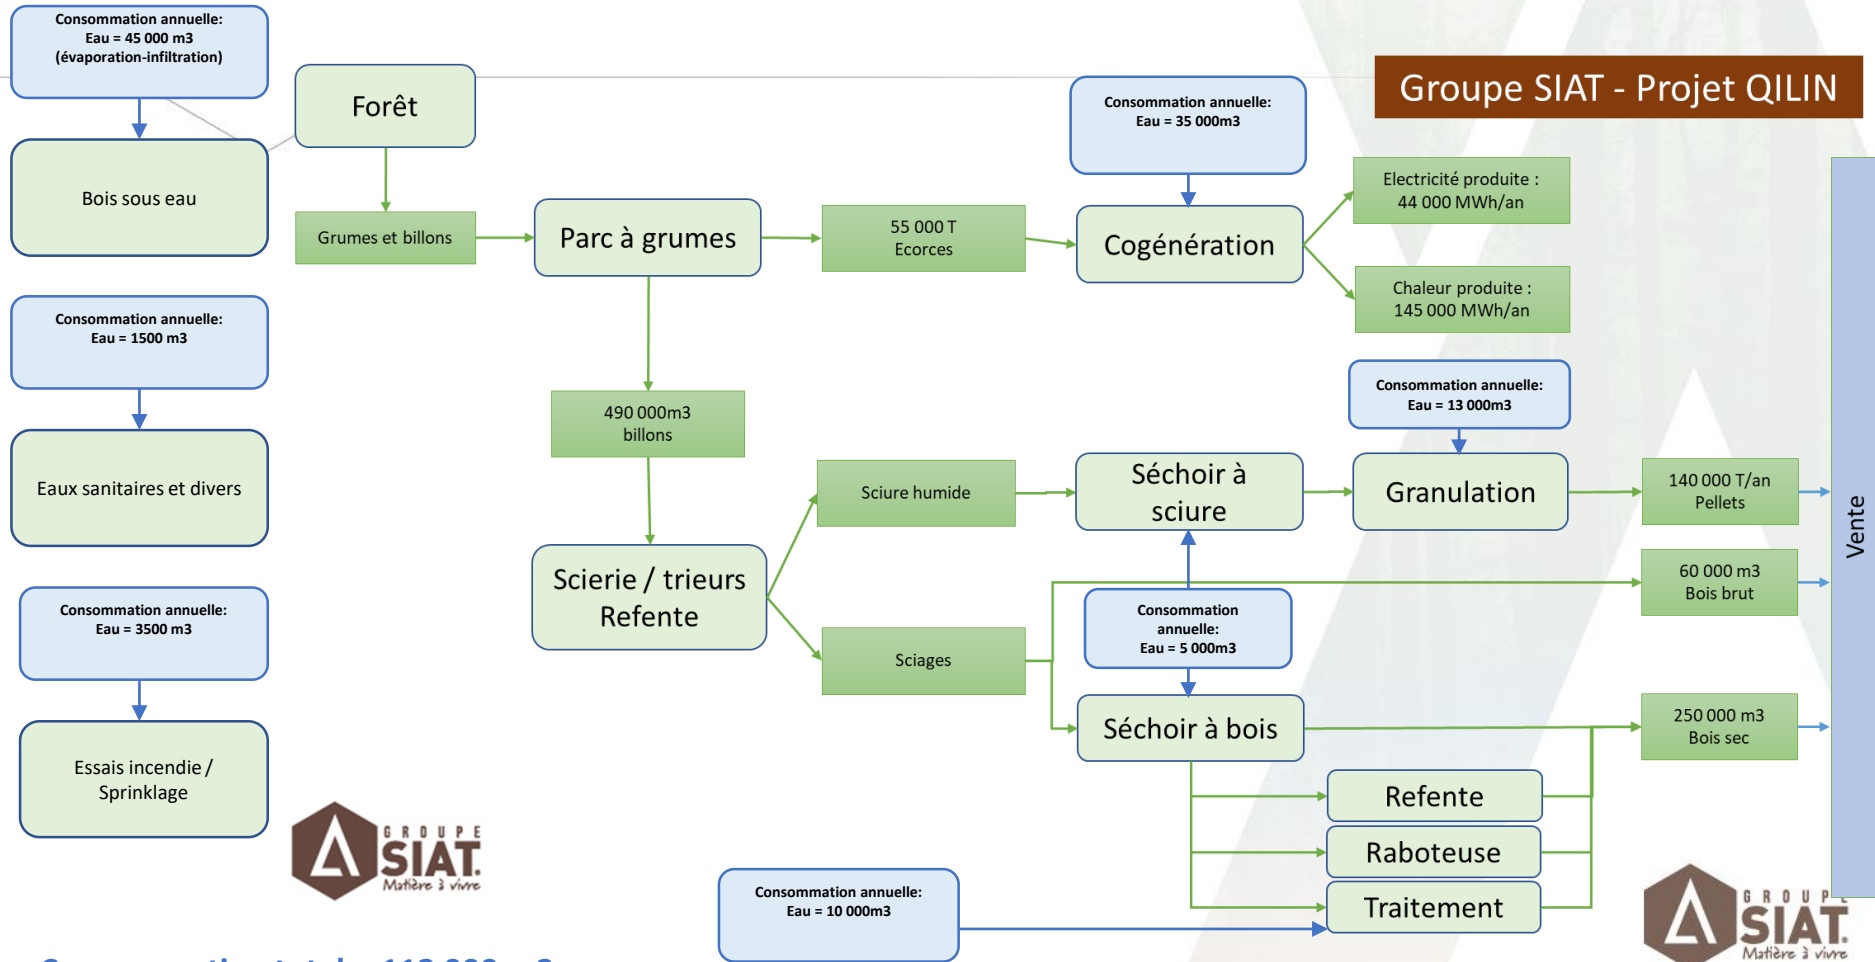 Consommation annuelle:
Eau = 45 000 m3
(évaporation-infiltration)
Bois sous eau
Consommation annuelle:
Eau = 1500 m3
Eaux sanitaires et divers
Consommation annuelle:
Eau = 3500 m3
Essais incendie /
Sprinklage
Forêt
Grumes et billons
Parc à grumes
55 000 T
Ecorces
Consommation annuelle:
Eau = 35 000m3
Cogénération
Groupe SIAT - Projet QILIN
Electricité produite :
44 000 MWh/an
Chaleur produite :
145 000 MWh/an
490 000m3
billons
Scierie / trieurs
Refente
Sciure humide
Sciages
Séchoir à
sciure
Consommation annuelle:
Eau = 13 000m3
Granulation
140 000 T/an
Pellets
Consommation
annuelle:
Eau = 5 000m3
60 000 m3
Bois brut
Séchoir à bois
250 000 m3
Bois sec
Vente
Refente
Raboteuse
Traitement
Consommation annuelle:
Eau = 10 000m3
GROUPE
SIAT.
Matière à vivre
GROUPE
SIAT.
Matière à vivre